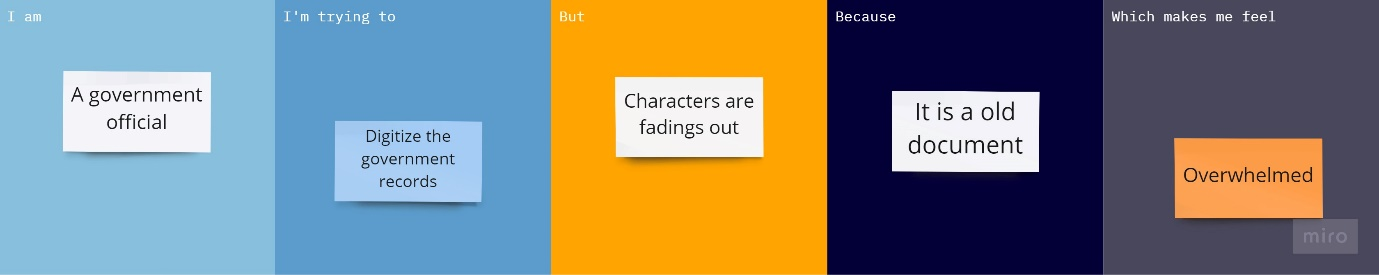 I am
A government
official
I'm trying to
Digitize the
government
records
But
Characters are
fadings out
Because
It is a old
document
Which makes me feel
Overwhelmed
miro